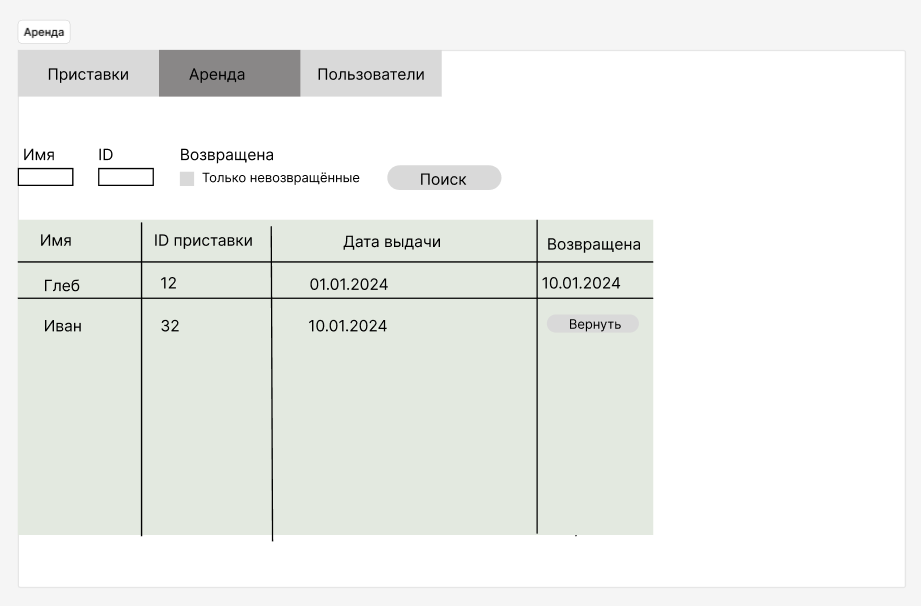 Аренда
Приставки Аренда Пользователи
Имя ID Возвращена
Только невозвращённые Поиск
Имя ID приставки Дата выдачи Возвращена
Глеб 12 01.01.2024 10.01.2024
Иван 32 10.01.2024 Вернуть